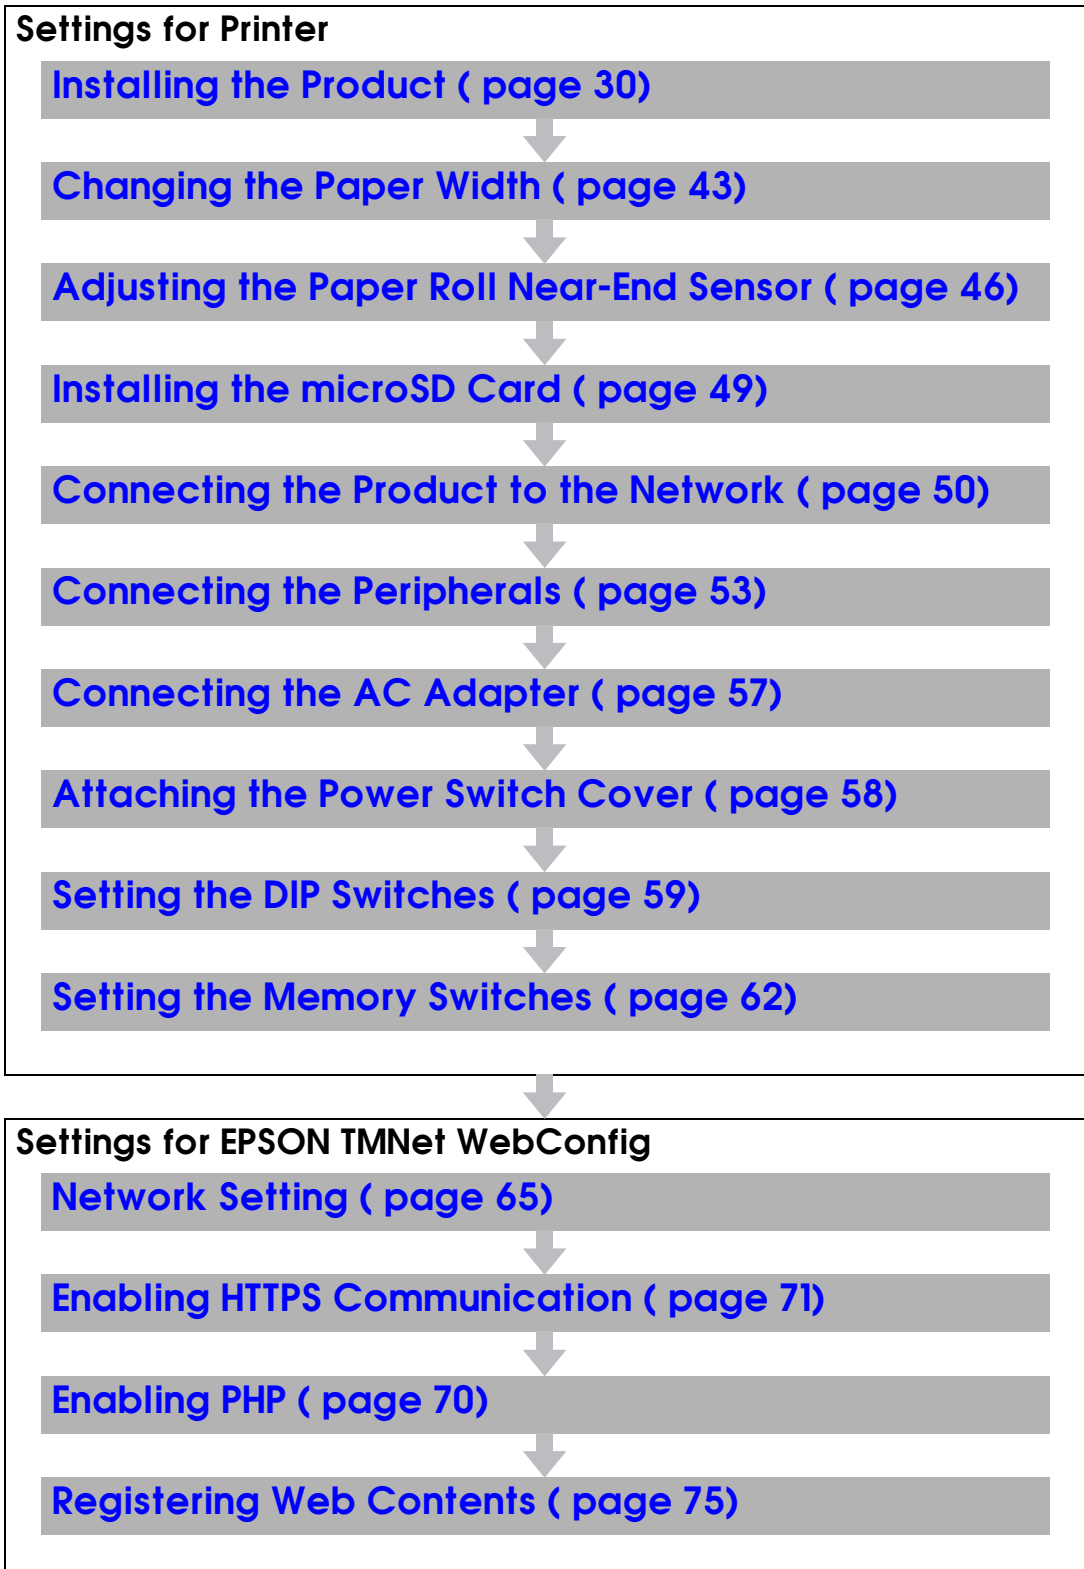 Settings for Printer
Installing the Product ( page 30)
Changing the Paper Width ( page 43)
Adjusting the Paper Roll Near-End Sensor ( page 46)
Installing the microSD Card ( page 49)
Connecting the Product to the Network ( page 50)
Connecting the Peripherals ( page 53)
Connecting the AC Adapter ( page 57)
Attaching the Power Switch Cover ( page 58)
Setting the DIP Switches ( page 59)
Setting the Memory Switches ( page 62)
Settings for EPSON TMNet WebConfig
Network Setting ( page 65)
Enabling HTTPS Communication ( page 71)
Enabling PHP ( page 70)
Registering Web Contents ( page 75)